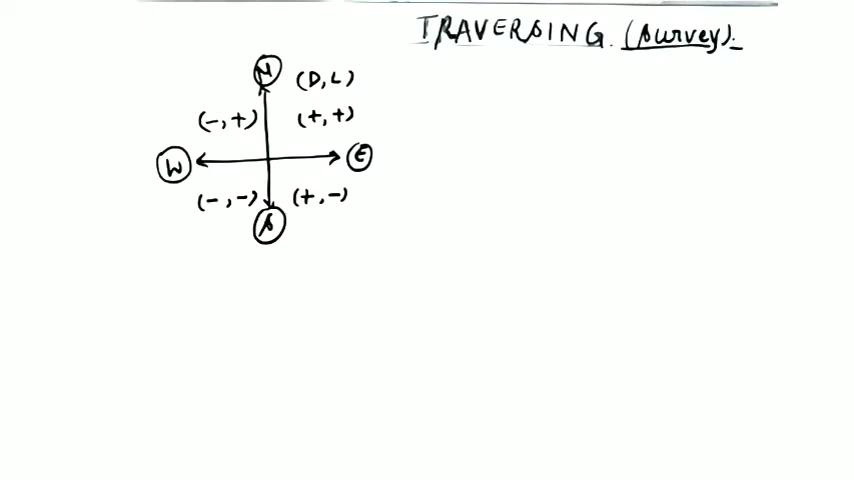 TRAVERSING. (Survey).
N
(D, L)
(-, +) (+, +)
W E
(-, -) (+, -)
S